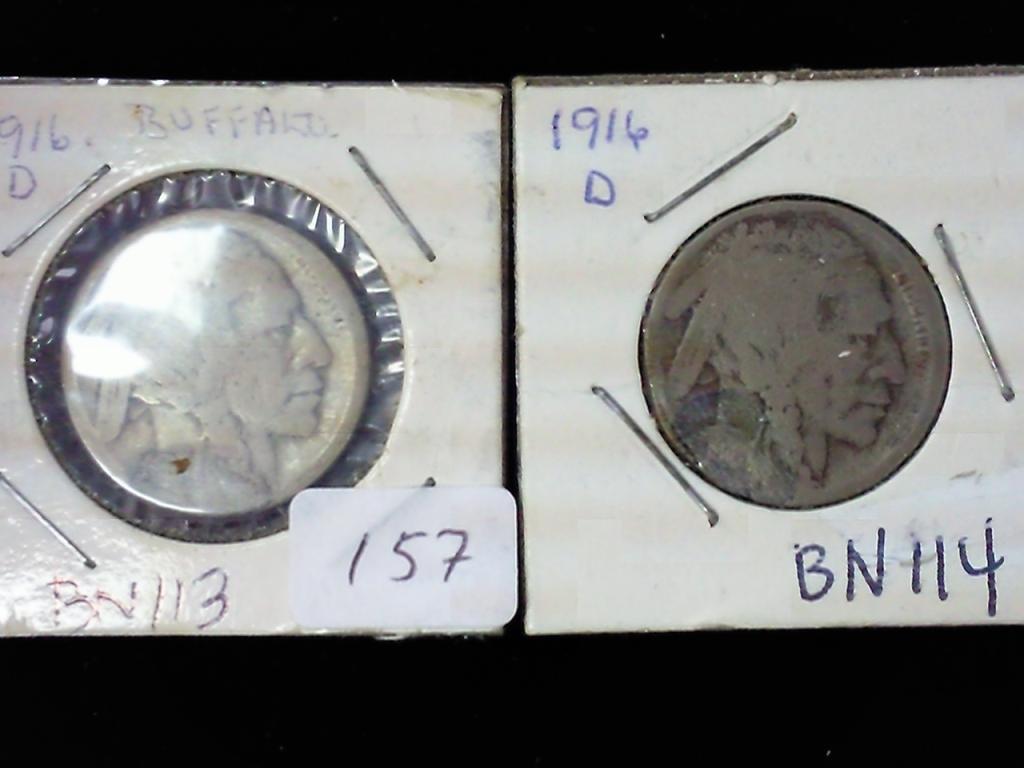 916. BUFFALO.
D
BN113
157
1916
D
BN114